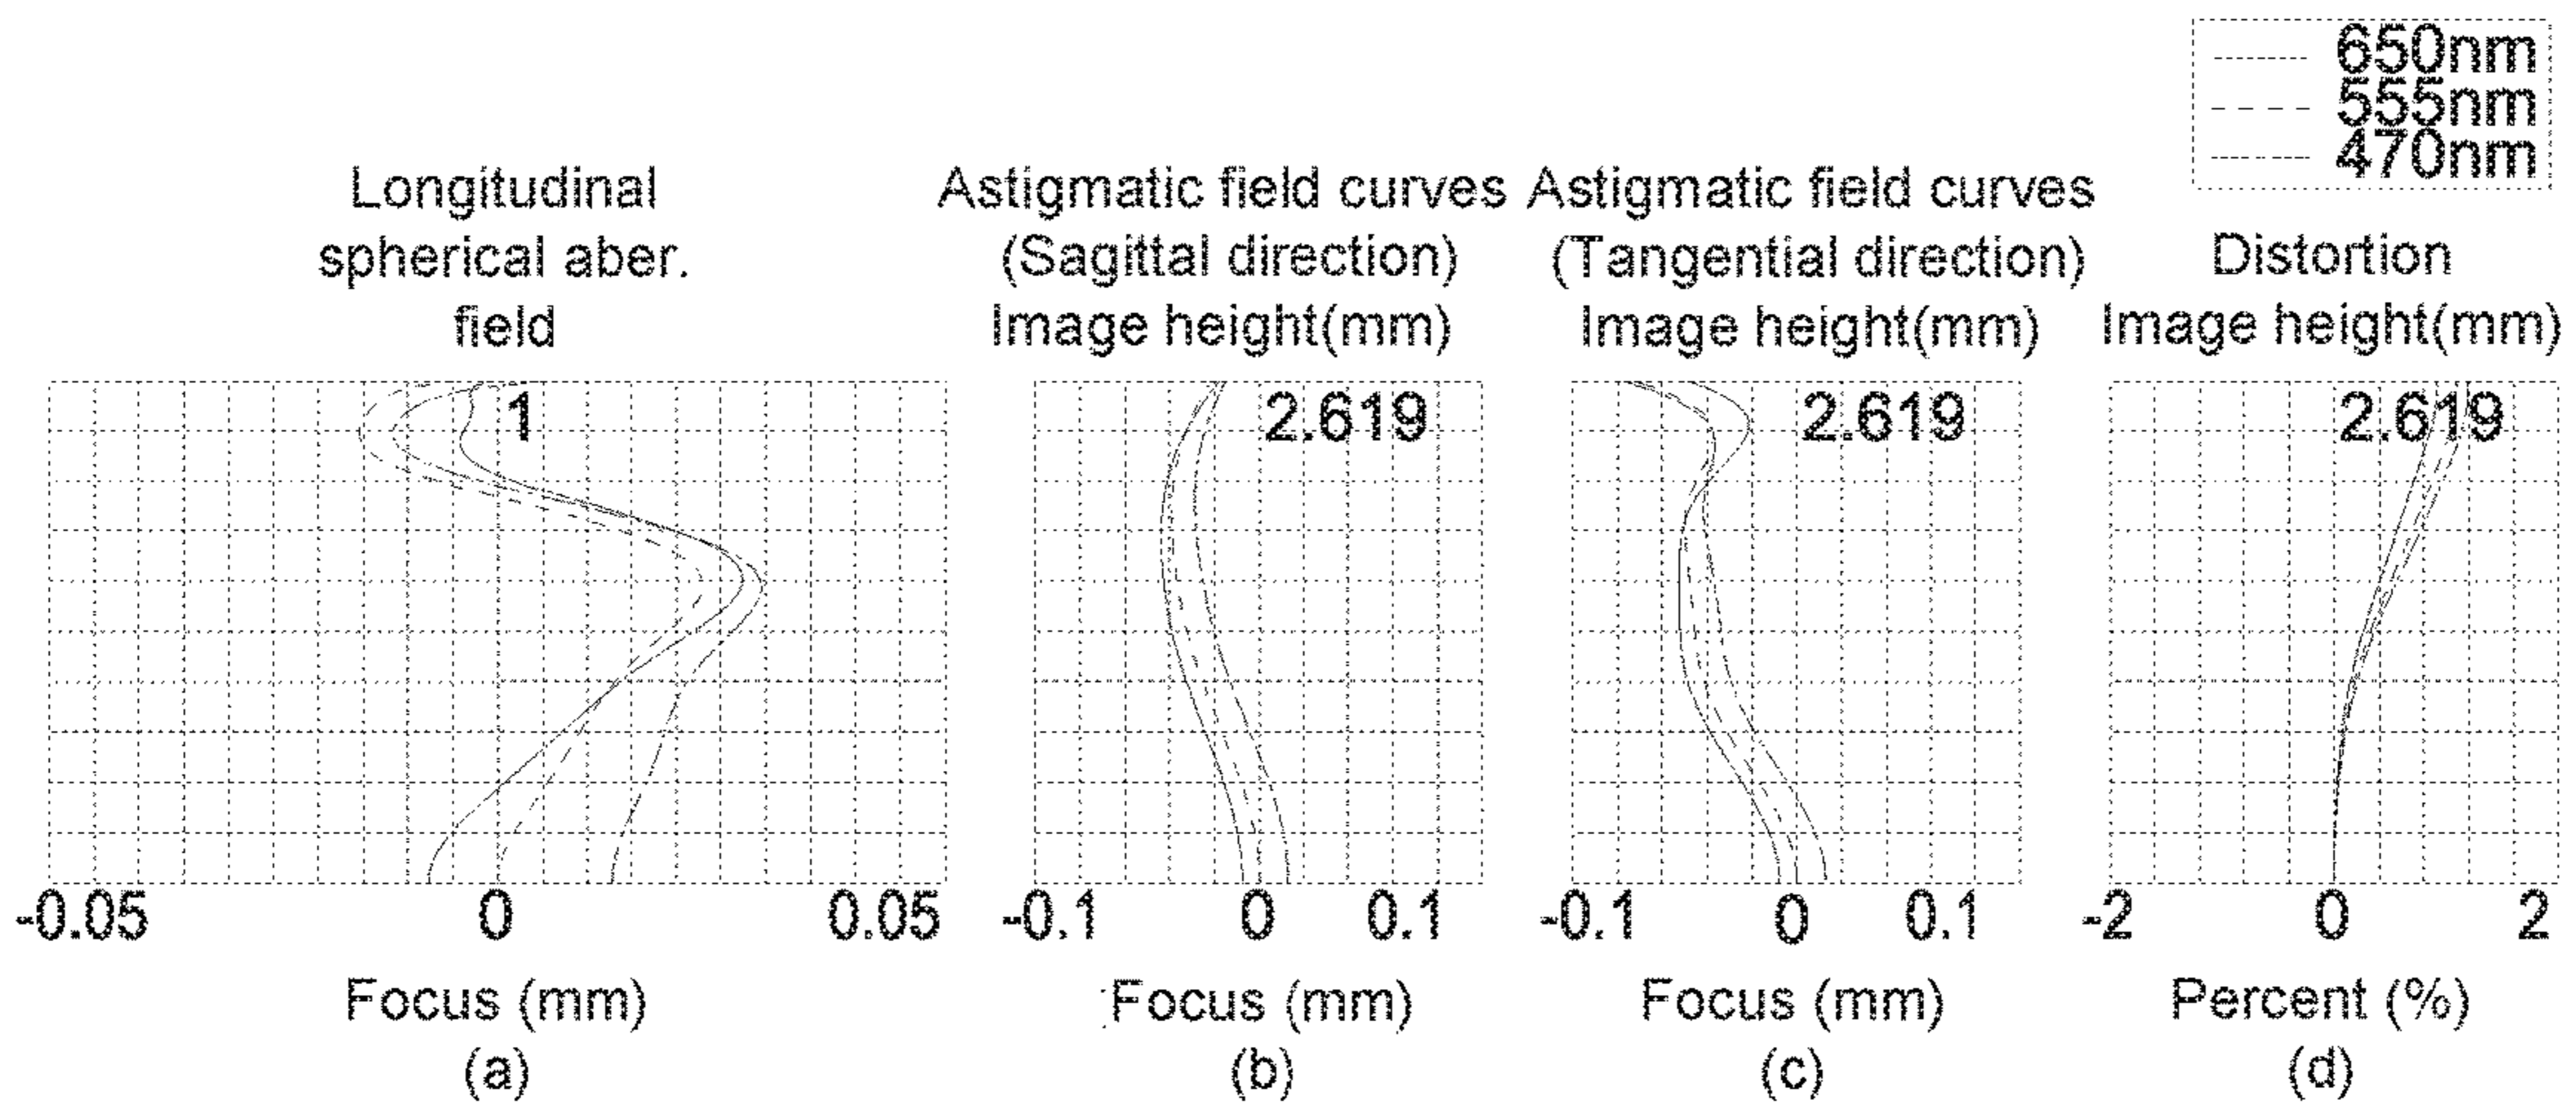 650nm
555nm
470nm
Longitudinal
spherical aber.
field
Astigmatic field curves
(Sagittal direction)
Image height(mm)
Astigmatic field curves
(Tangential direction)
Image height(mm)
Distortion
Image height(mm)
1
2.619
2.619
2.619
-0.05 0 0.05
-0.1 0 0.1
-0.1 0 0.1
-2 0 2
Focus (mm)
Focus (mm)
Focus (mm)
Percent (%)
(a)
(b)
(c)
(d)